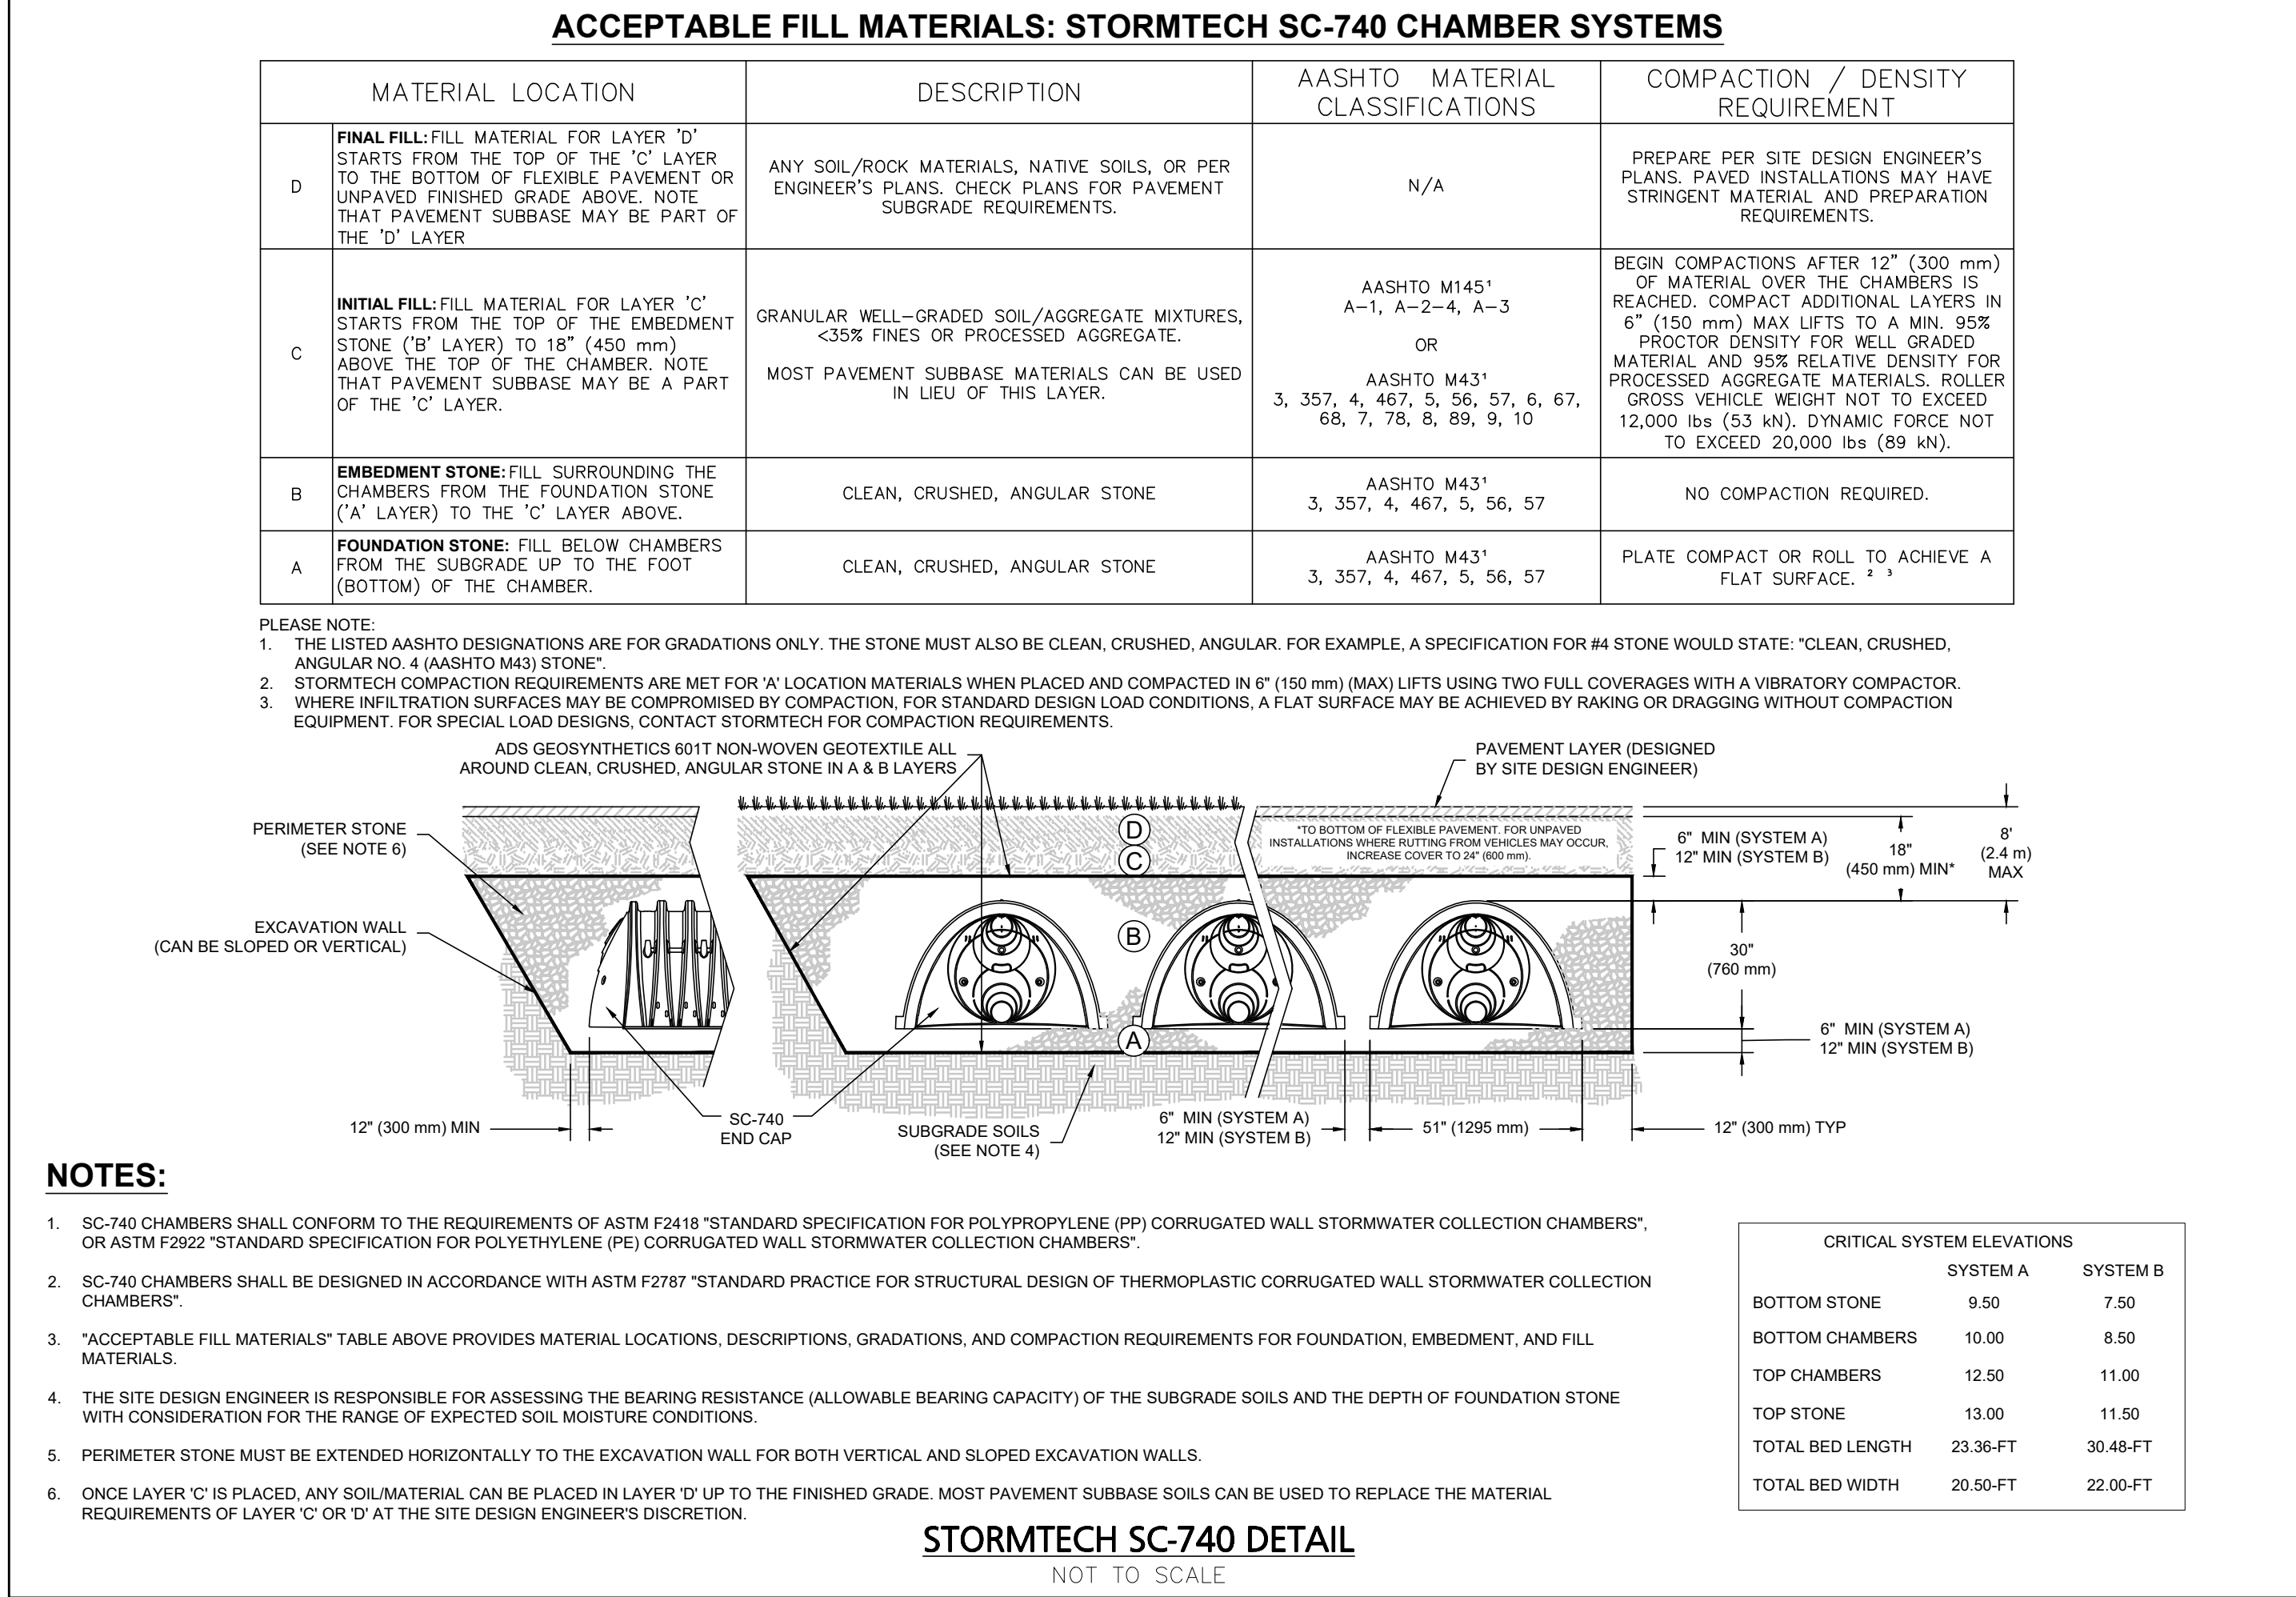 ACCEPTABLE FILL MATERIALS: STORMTECH SC-740 CHAMBER SYSTEMS
MATERIAL LOCATION
DESCRIPTION
AASHTO MATERIAL
CLASSIFICATIONS
COMPACTION / DENSITY
REQUIREMENT
D
FINAL FILL: FILL MATERIAL FOR LAYER 'D'
STARTS FROM THE TOP OF THE 'C' LAYER
TO THE BOTTOM OF FLEXIBLE PAVEMENT OR
UNPAVED FINISHED GRADE ABOVE. NOTE
THAT PAVEMENT SUBBASE MAY BE PART OF
THE 'D' LAYER
ANY SOIL/ROCK MATERIALS, NATIVE SOILS, OR PER
ENGINEER'S PLANS. CHECK PLANS FOR PAVEMENT
SUBGRADE REQUIREMENTS.
N/A
PREPARE PER SITE DESIGN ENGINEER'S
PLANS. PAVED INSTALLATIONS MAY HAVE
STRINGENT MATERIAL AND PREPARATION
REQUIREMENTS.
C
INITIAL FILL: FILL MATERIAL FOR LAYER 'C'
STARTS FROM THE TOP OF THE EMBEDMENT
STONE ('B' LAYER) TO 18" (450 mm)
ABOVE THE TOP OF THE CHAMBER. NOTE
THAT PAVEMENT SUBBASE MAY BE A PART
OF THE 'C' LAYER.
GRANULAR WELL-GRADED SOIL/AGGREGATE MIXTURES,
<35% FINES OR PROCESSED AGGREGATE.
MOST PAVEMENT SUBBASE MATERIALS CAN BE USED
IN LIEU OF THIS LAYER.
AASHTO M145¹
A-1, A-2-4, A-3
OR
AASHTO M43¹
3, 357, 4, 467, 5, 56, 57, 6, 67,
68, 7, 78, 8, 89, 9, 10
BEGIN COMPACTIONS AFTER 12" (300 mm)
OF MATERIAL OVER THE CHAMBERS IS
REACHED. COMPACT ADDITIONAL LAYERS IN
6" (150 mm) MAX LIFTS TO A MIN. 95%
PROCTOR DENSITY FOR WELL GRADED
MATERIAL AND 95% RELATIVE DENSITY FOR
PROCESSED AGGREGATE MATERIALS. ROLLER
GROSS VEHICLE WEIGHT NOT TO EXCEED
12,000 lbs (53 kN). DYNAMIC FORCE NOT
TO EXCEED 20,000 lbs (89 kN).
B
EMBEDMENT STONE: FILL SURROUNDING THE
CHAMBERS FROM THE FOUNDATION STONE
('A' LAYER) TO THE 'C' LAYER ABOVE.
CLEAN, CRUSHED, ANGULAR STONE
AASHTO M43¹
3, 357, 4, 467, 5, 56, 57
NO COMPACTION REQUIRED.
A
FOUNDATION STONE: FILL BELOW CHAMBERS
FROM THE SUBGRADE UP TO THE FOOT
(BOTTOM) OF THE CHAMBER.
CLEAN, CRUSHED, ANGULAR STONE
AASHTO M43¹
3, 357, 4, 467, 5, 56, 57
PLATE COMPACT OR ROLL TO ACHIEVE A
FLAT SURFACE. ² ³
PLEASE NOTE:
1. THE LISTED AASHTO DESIGNATIONS ARE FOR GRADATIONS ONLY. THE STONE MUST ALSO BE CLEAN, CRUSHED, ANGULAR. FOR EXAMPLE, A SPECIFICATION FOR #4 STONE WOULD STATE: "CLEAN, CRUSHED,
ANGULAR NO. 4 (AASHTO M43) STONE".
2. STORMTECH COMPACTION REQUIREMENTS ARE MET FOR 'A' LOCATION MATERIALS WHEN PLACED AND COMPACTED IN 6" (150 mm) (MAX) LIFTS USING TWO FULL COVERAGES WITH A VIBRATORY COMPACTOR.
3. WHERE INFILTRATION SURFACES MAY BE COMPROMISED BY COMPACTION, FOR STANDARD DESIGN LOAD CONDITIONS, A FLAT SURFACE MAY BE ACHIEVED BY RAKING OR DRAGGING WITHOUT COMPACTION
EQUIPMENT. FOR SPECIAL LOAD DESIGNS, CONTACT STORMTECH FOR COMPACTION REQUIREMENTS.
ADS GEOSYNTHETICS 601T NON-WOVEN GEOTEXTILE ALL
AROUND CLEAN, CRUSHED, ANGULAR STONE IN A & B LAYERS
PAVEMENT LAYER (DESIGNED
BY SITE DESIGN ENGINEER)
PERIMETER STONE
(SEE NOTE 6)
EXCAVATION WALL
(CAN BE SLOPED OR VERTICAL)
D
C
B
A
*TO BOTTOM OF FLEXIBLE PAVEMENT. FOR UNPAVED
INSTALLATIONS WHERE RUTTING FROM VEHICLES MAY OCCUR,
INCREASE COVER TO 24" (600 mm).
6" MIN (SYSTEM A)
12" MIN (SYSTEM B)
18"
(450 mm) MIN*
8'
(2.4 m)
MAX
30"
(760 mm)
6" MIN (SYSTEM A)
12" MIN (SYSTEM B)
12" (300 mm) MIN
SC-740
END CAP
SUBGRADE SOILS
(SEE NOTE 4)
6" MIN (SYSTEM A)
12" MIN (SYSTEM B)
51" (1295 mm)
12" (300 mm) TYP
NOTES:
1. SC-740 CHAMBERS SHALL CONFORM TO THE REQUIREMENTS OF ASTM F2418 "STANDARD SPECIFICATION FOR POLYPROPYLENE (PP) CORRUGATED WALL STORMWATER COLLECTION CHAMBERS",
OR ASTM F2922 "STANDARD SPECIFICATION FOR POLYETHYLENE (PE) CORRUGATED WALL STORMWATER COLLECTION CHAMBERS".
2. SC-740 CHAMBERS SHALL BE DESIGNED IN ACCORDANCE WITH ASTM F2787 "STANDARD PRACTICE FOR STRUCTURAL DESIGN OF THERMOPLASTIC CORRUGATED WALL STORMWATER COLLECTION
CHAMBERS".
3. "ACCEPTABLE FILL MATERIALS" TABLE ABOVE PROVIDES MATERIAL LOCATIONS, DESCRIPTIONS, GRADATIONS, AND COMPACTION REQUIREMENTS FOR FOUNDATION, EMBEDMENT, AND FILL
MATERIALS.
4. THE SITE DESIGN ENGINEER IS RESPONSIBLE FOR ASSESSING THE BEARING RESISTANCE (ALLOWABLE BEARING CAPACITY) OF THE SUBGRADE SOILS AND THE DEPTH OF FOUNDATION STONE
WITH CONSIDERATION FOR THE RANGE OF EXPECTED SOIL MOISTURE CONDITIONS.
5. PERIMETER STONE MUST BE EXTENDED HORIZONTALLY TO THE EXCAVATION WALL FOR BOTH VERTICAL AND SLOPED EXCAVATION WALLS.
6. ONCE LAYER 'C' IS PLACED, ANY SOIL/MATERIAL CAN BE PLACED IN LAYER 'D' UP TO THE FINISHED GRADE. MOST PAVEMENT SUBBASE SOILS CAN BE USED TO REPLACE THE MATERIAL
REQUIREMENTS OF LAYER 'C' OR 'D' AT THE SITE DESIGN ENGINEER'S DISCRETION.
CRITICAL SYSTEM ELEVATIONS
SYSTEM A SYSTEM B
BOTTOM STONE 9.50 7.50
BOTTOM CHAMBERS 10.00 8.50
TOP CHAMBERS 12.50 11.00
TOP STONE 13.00 11.50
TOTAL BED LENGTH 23.36-FT 30.48-FT
TOTAL BED WIDTH 20.50-FT 22.00-FT
STORMTECH SC-740 DETAIL
NOT TO SCALE